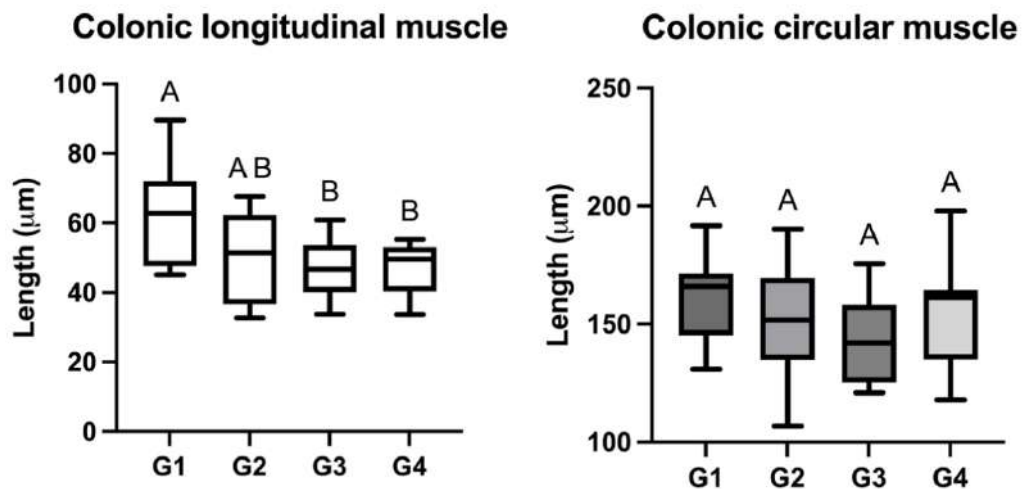 Colonic longitudinal muscle
Length (μm)
100
80
60
40
20
0
A
A B
B
B
G1 G2 G3 G4
Colonic circular muscle
Length (μm)
250
200
150
100
A
A
A
A
G1 G2 G3 G4